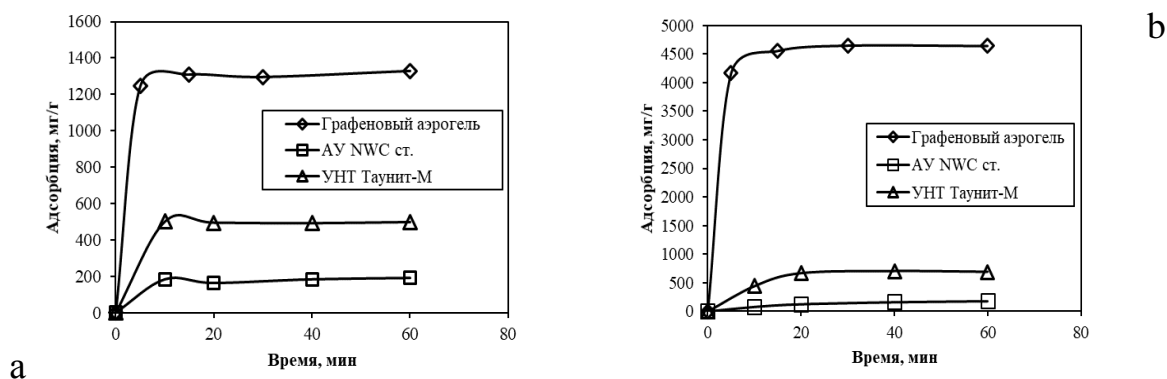 a
Адсорбция, мг/г
1600
1400
1200
1000
800
600
400
200
0
Графеновый аэрогель
АУ NWC ст.
УНТ Таунит-М
0 20 40 60 80
Время, мин
b
Адсорбция, мг/г
5000
4500
4000
3500
3000
2500
2000
1500
1000
500
0
Графеновый аэрогель
АУ NWC ст.
УНТ Таунит-М
0 20 40 60 80
Время, мин